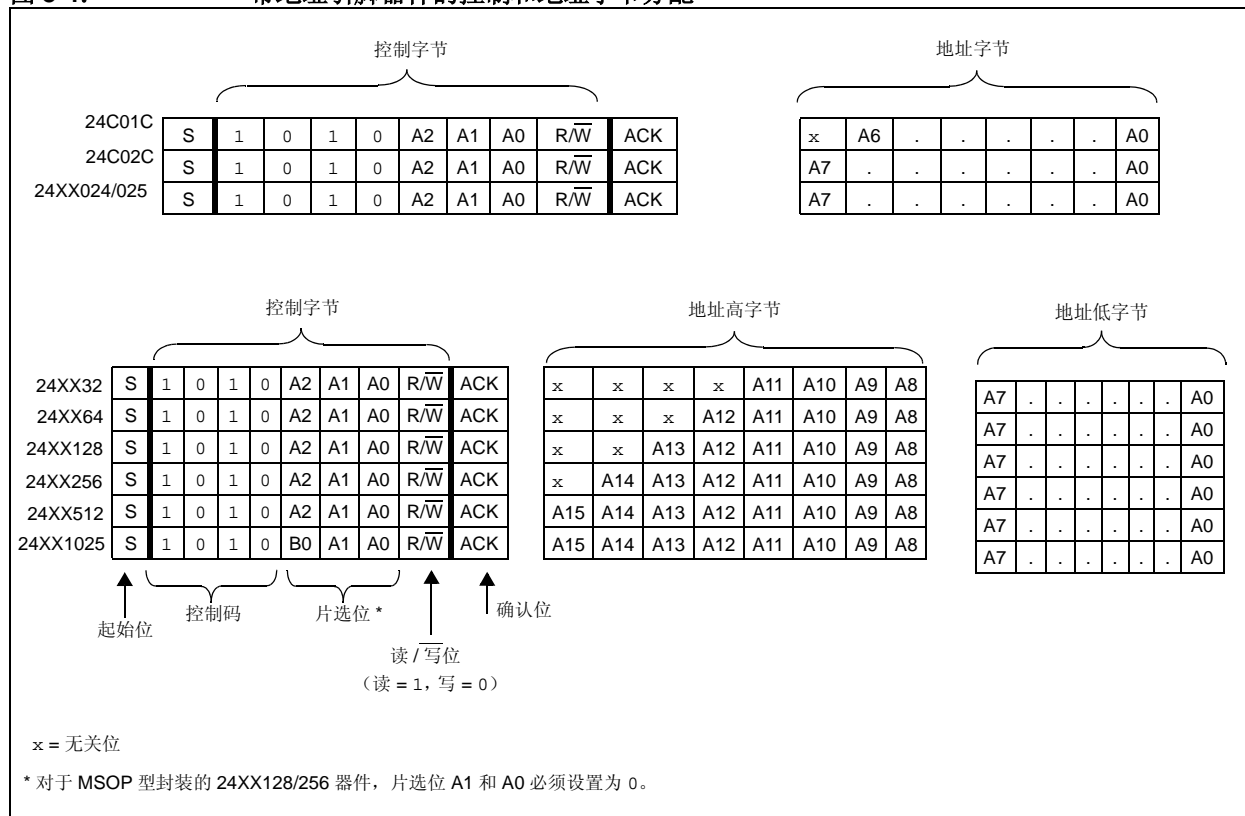 控制字节 地址字节
24C01C S 1 0 1 0 A2 A1 A0 R/W ACK x A6 . . . . . A0
24C02C S 1 0 1 0 A2 A1 A0 R/W ACK A7 . . . . . . A0
24XX024/025 S 1 0 1 0 A2 A1 A0 R/W ACK A7 . . . . . . A0
控制字节 地址高字节 地址低字节
24XX32 S 1 0 1 0 A2 A1 A0 R/W ACK x x x x A11 A10 A9 A8 A7 . . . . . . A0
24XX64 S 1 0 1 0 A2 A1 A0 R/W ACK x x x A12 A11 A10 A9 A8 A7 . . . . . . A0
24XX128 S 1 0 1 0 A2 A1 A0 R/W ACK x x A13 A12 A11 A10 A9 A8 A7 . . . . . . A0
24XX256 S 1 0 1 0 A2 A1 A0 R/W ACK x A14 A13 A12 A11 A10 A9 A8 A7 . . . . . . A0
24XX512 S 1 0 1 0 A2 A1 A0 R/W ACK A15 A14 A13 A12 A11 A10 A9 A8 A7 . . . . . . A0
24XX1025 S 1 0 1 0 B0 A1 A0 R/W ACK A15 A14 A13 A12 A11 A10 A9 A8 A7 . . . . . . A0
起始位 控制码 片选位 * 确认位
读 / 写位
（读 = 1，写 = 0）
x = 无关位
* 对于 MSOP 型封装的 24XX128/256 器件，片选位 A1 和 A0 必须设置为 0。